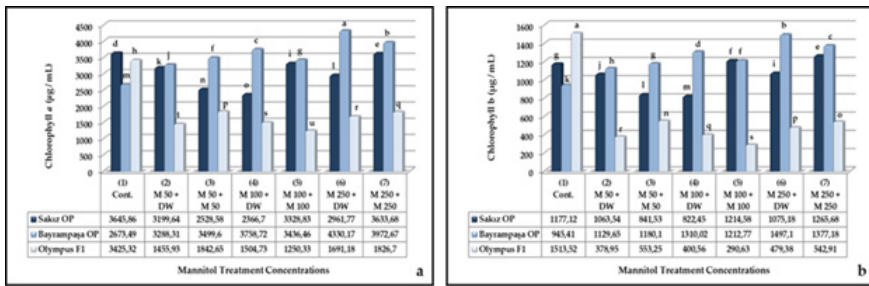 Chlorophyll a (µg / mL)
4500
4000
3500
3000
2500
2000
1500
1000
500
0
d m h
k j l
n f p
o c s
i g u
l a r
e b q
(1) (2) (3) (4) (5) (6) (7)
Cont. M 50 + DW M 50 + M 50 M 100 + DW M 100 + M 100 M 250 + DW M 250 + M 250
Sakız OP 3645,86 3199,64 2528,58 2366,7 3328,83 2961,77 3633,68
Bayrampaşa OP 2673,49 3288,31 3499,6 3758,72 3436,46 4330,17 3972,67
Olympus F1 3425,32 1455,93 1842,65 1504,73 1250,33 1691,18 1826,7
Mannitol Treatment Concentrations
a
Chlorophyll b (µg / mL)
1600
1400
1200
1000
800
600
400
200
0
g k a
j h r
l g n
m d q
f f s
i b p
e c o
(1) (2) (3) (4) (5) (6) (7)
Cont. M 50 + DW M 50 + M 50 M 100 + DW M 100 + M 100 M 250 + DW M 250 + M 250
Sakız OP 1177,12 1063,54 841,53 822,45 1214,58 1075,18 1265,68
Bayrampaşa OP 945,41 1129,65 1180,1 1310,02 1212,77 1497,1 1377,18
Olympus F1 1513,52 378,95 553,25 400,56 290,63 479,38 542,91
Mannitol Treatment Concentrations
b